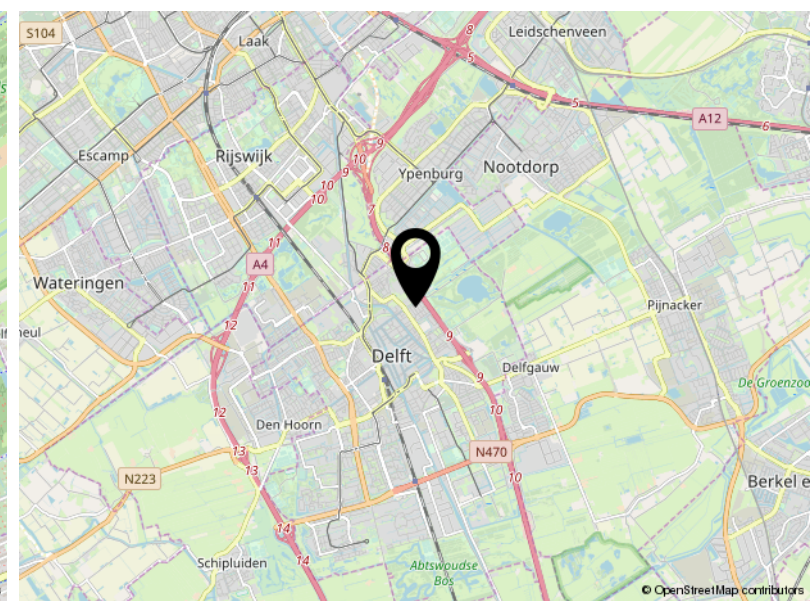 S104
Laak
8
Leidschenveen
5
5
A12
6
Escamp
Rijswijk
10
9
9
10
10
Ypenburg
Nootdorp
7
11
8
A4
11
Wateringen
Pijnacker
12
9
Delft
Delfgauw
9
12
10
De Groenzoo
Den Hoorn
13
13
N470
N223
10
Berkel e
14
14
Schipluiden
Abtswoudse
Bos
© OpenStreetMap contributors